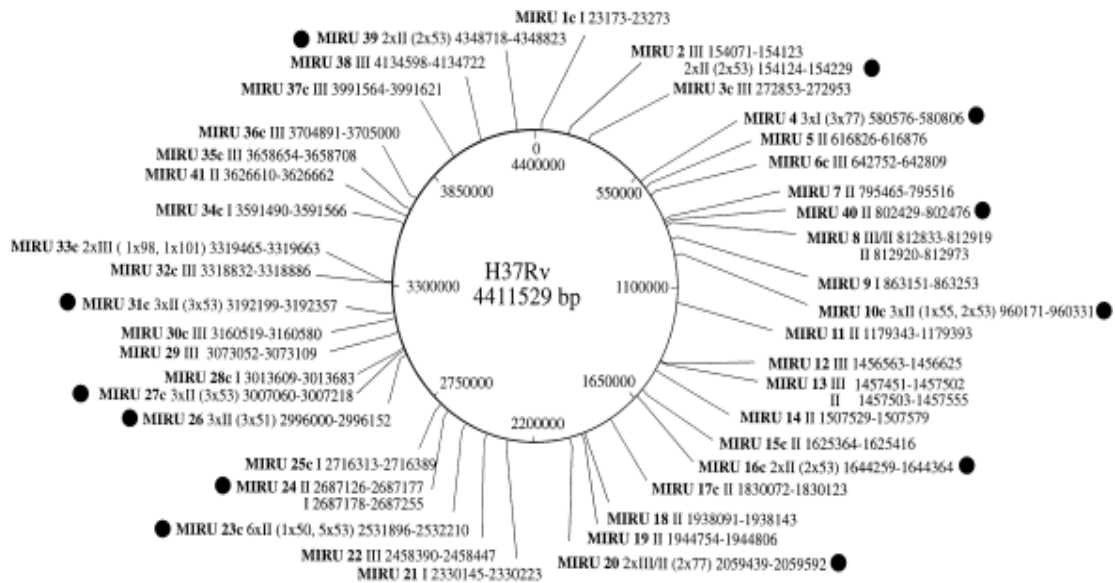 MIRU 1c I 23173-23273
MIRU 2 III 154071-154123
2xII (2x53) 154124-154229
MIRU 3c III 272853-272953
MIRU 4 3xI (3x77) 580576-580806
MIRU 5 II 616826-616876
MIRU 6c III 642752-642809
MIRU 7 II 795465-795516
MIRU 40 II 802429-802476
MIRU 8 III/II 812833-812919
II 812920-812973
MIRU 9 I 863151-863253
MIRU 10c 3xII (1x55, 2x53) 960171-960331
MIRU 11 II 1179343-1179393
MIRU 12 III 1456563-1456625
MIRU 13 III 1457451-1457502
II 1457503-1457555
MIRU 14 II 1507529-1507579
MIRU 15c II 1625364-1625416
MIRU 16c 2xII (2x53) 1644259-1644364
MIRU 17c II 1830072-1830123
MIRU 18 II 1938091-1938143
MIRU 19 II 1944754-1944806
MIRU 20 2xIII/II (2x77) 2059439-2059592
MIRU 21 I 2330145-2330223
MIRU 22 III 2458390-2458447
MIRU 23c 6xII (1x50, 5x53) 2531896-2532210
MIRU 24 II 2687126-2687177
I 2687178-2687255
MIRU 25c I 2716313-2716389
MIRU 26 3xII (3x51) 2996000-2996152
MIRU 27c 3xII (3x53) 3007060-3007218
MIRU 28c I 3013609-3013683
MIRU 29 III 3073052-3073109
MIRU 30c III 3160519-3160580
MIRU 31c 3xII (3x53) 3192199-3192357
MIRU 32c III 3318832-3318886
MIRU 33c 2xIII ( 1x98, 1x101) 3319465-3319663
MIRU 34c I 3591490-3591566
MIRU 41 II 3626610-3626662
MIRU 35c III 3658654-3658708
MIRU 36c III 3704891-3705000
MIRU 37c III 3991564-3991621
MIRU 38 III 4134598-4134722
MIRU 39 2xII (2x53) 4348718-4348823
0
4400000
550000
1100000
1650000
2200000
2750000
3300000
3850000
H37Rv
4411529 bp